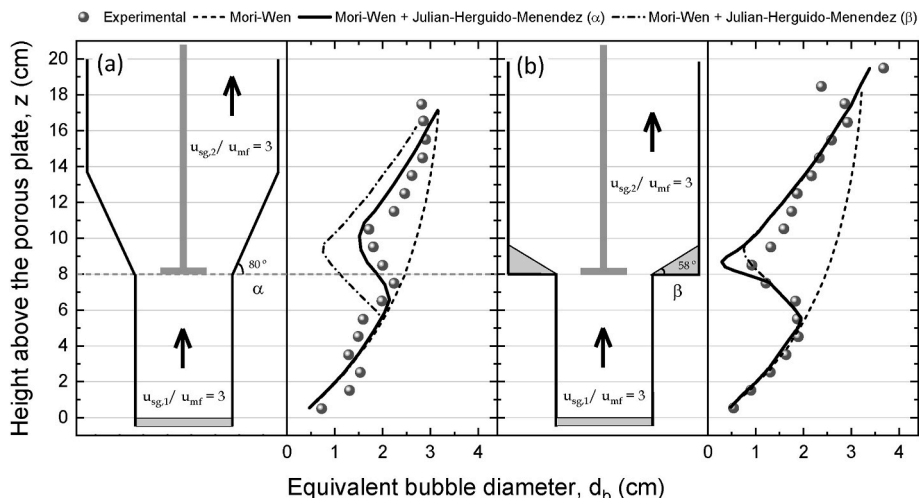 Experimental Mori-Wen Mori-Wen + Julian-Herguido-Menendez (α) Mori-Wen + Julian-Herguido-Menendez (β)
Height above the porous plate, z (cm)
20
18
16
14
12
10
8
6
4
2
0
(a)
u_sg,2/ u_mf = 3
80 °
α
u_sg,1/ u_mf = 3
0 1 2 3 4
(b)
u_sg,2/ u_mf = 3
58 °
β
u_sg,1/ u_mf = 3
0 1 2 3 4
Equivalent bubble diameter, d_b (cm)